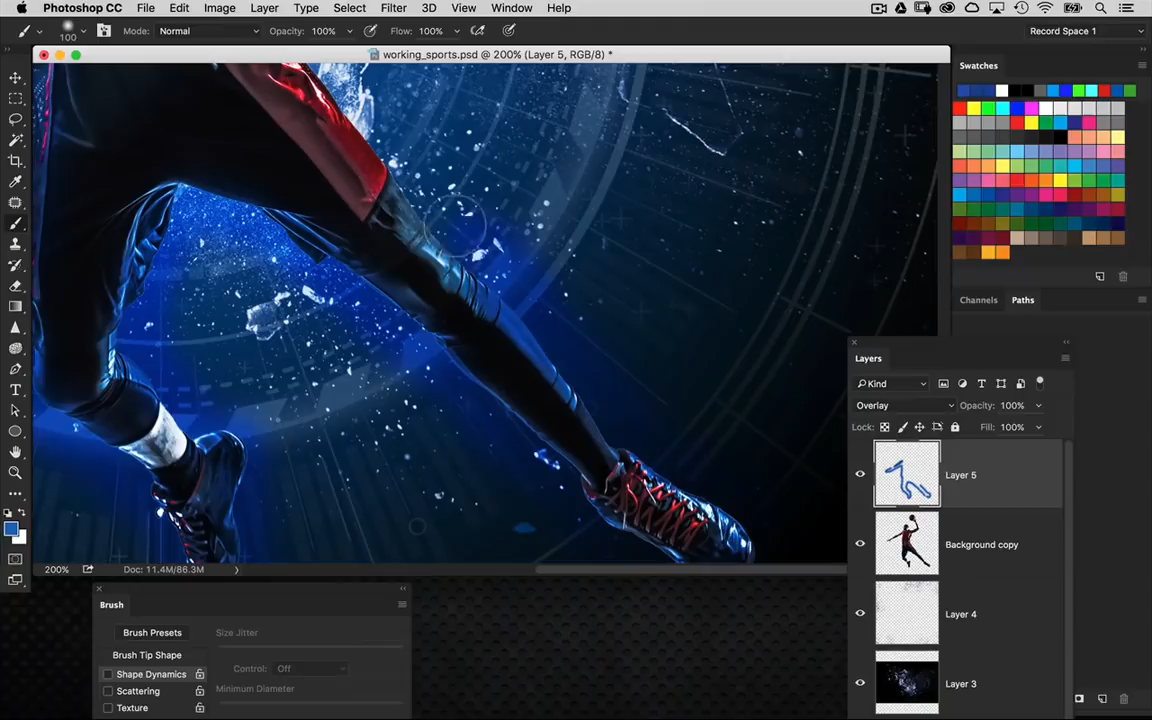 Photoshop CC File Edit Image Layer Type Select Filter 3D View Window Help
100 Mode: Normal Opacity: 100% Flow: 100% Record Space 1
working_sports.psd @ 200% (Layer 5, RGB/8) *
Swatches
Channels Paths
Layers
Kind
Overlay Opacity: 100%
Lock: Fill: 100%
Layer 5
Background copy
Layer 4
Layer 3
200% Doc: 11.4M/86.3M
Brush
Brush Presets Size Jitter
Brush Tip Shape
Shape Dynamics Control: Off
Scattering Minimum Diameter
Texture